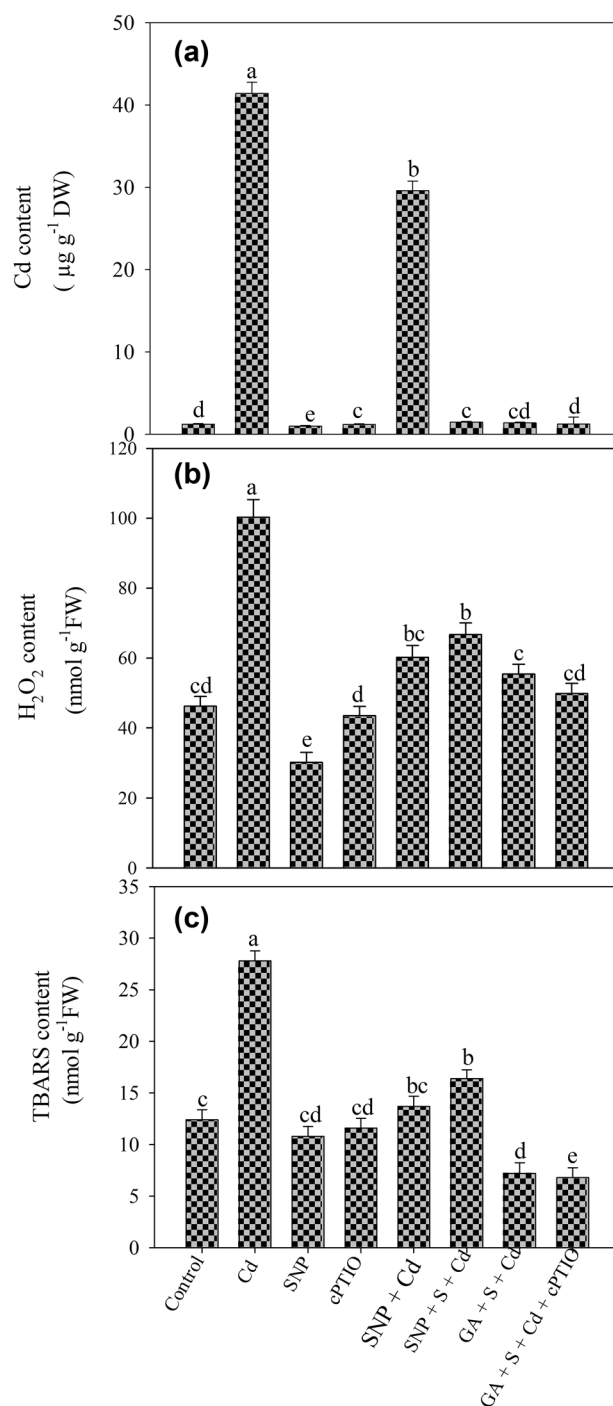 (a)
Cd content
( µg g-1 DW)
50
40
30
20
10
0
a
b
d
e
c
c
cd
d
(b)
H2O2 content
(nmol g-1FW)
120
100
80
60
40
20
0
cd
a
e
d
bc
b
c
cd
(c)
TBARS content
(nmol g-1FW)
35
30
25
20
15
10
5
0
c
a
cd
cd
bc
b
d
e
Control
Cd
SNP
cPTIO
SNP + Cd
SNP + S + Cd
GA + S + Cd
GA + S + Cd + cPTIO